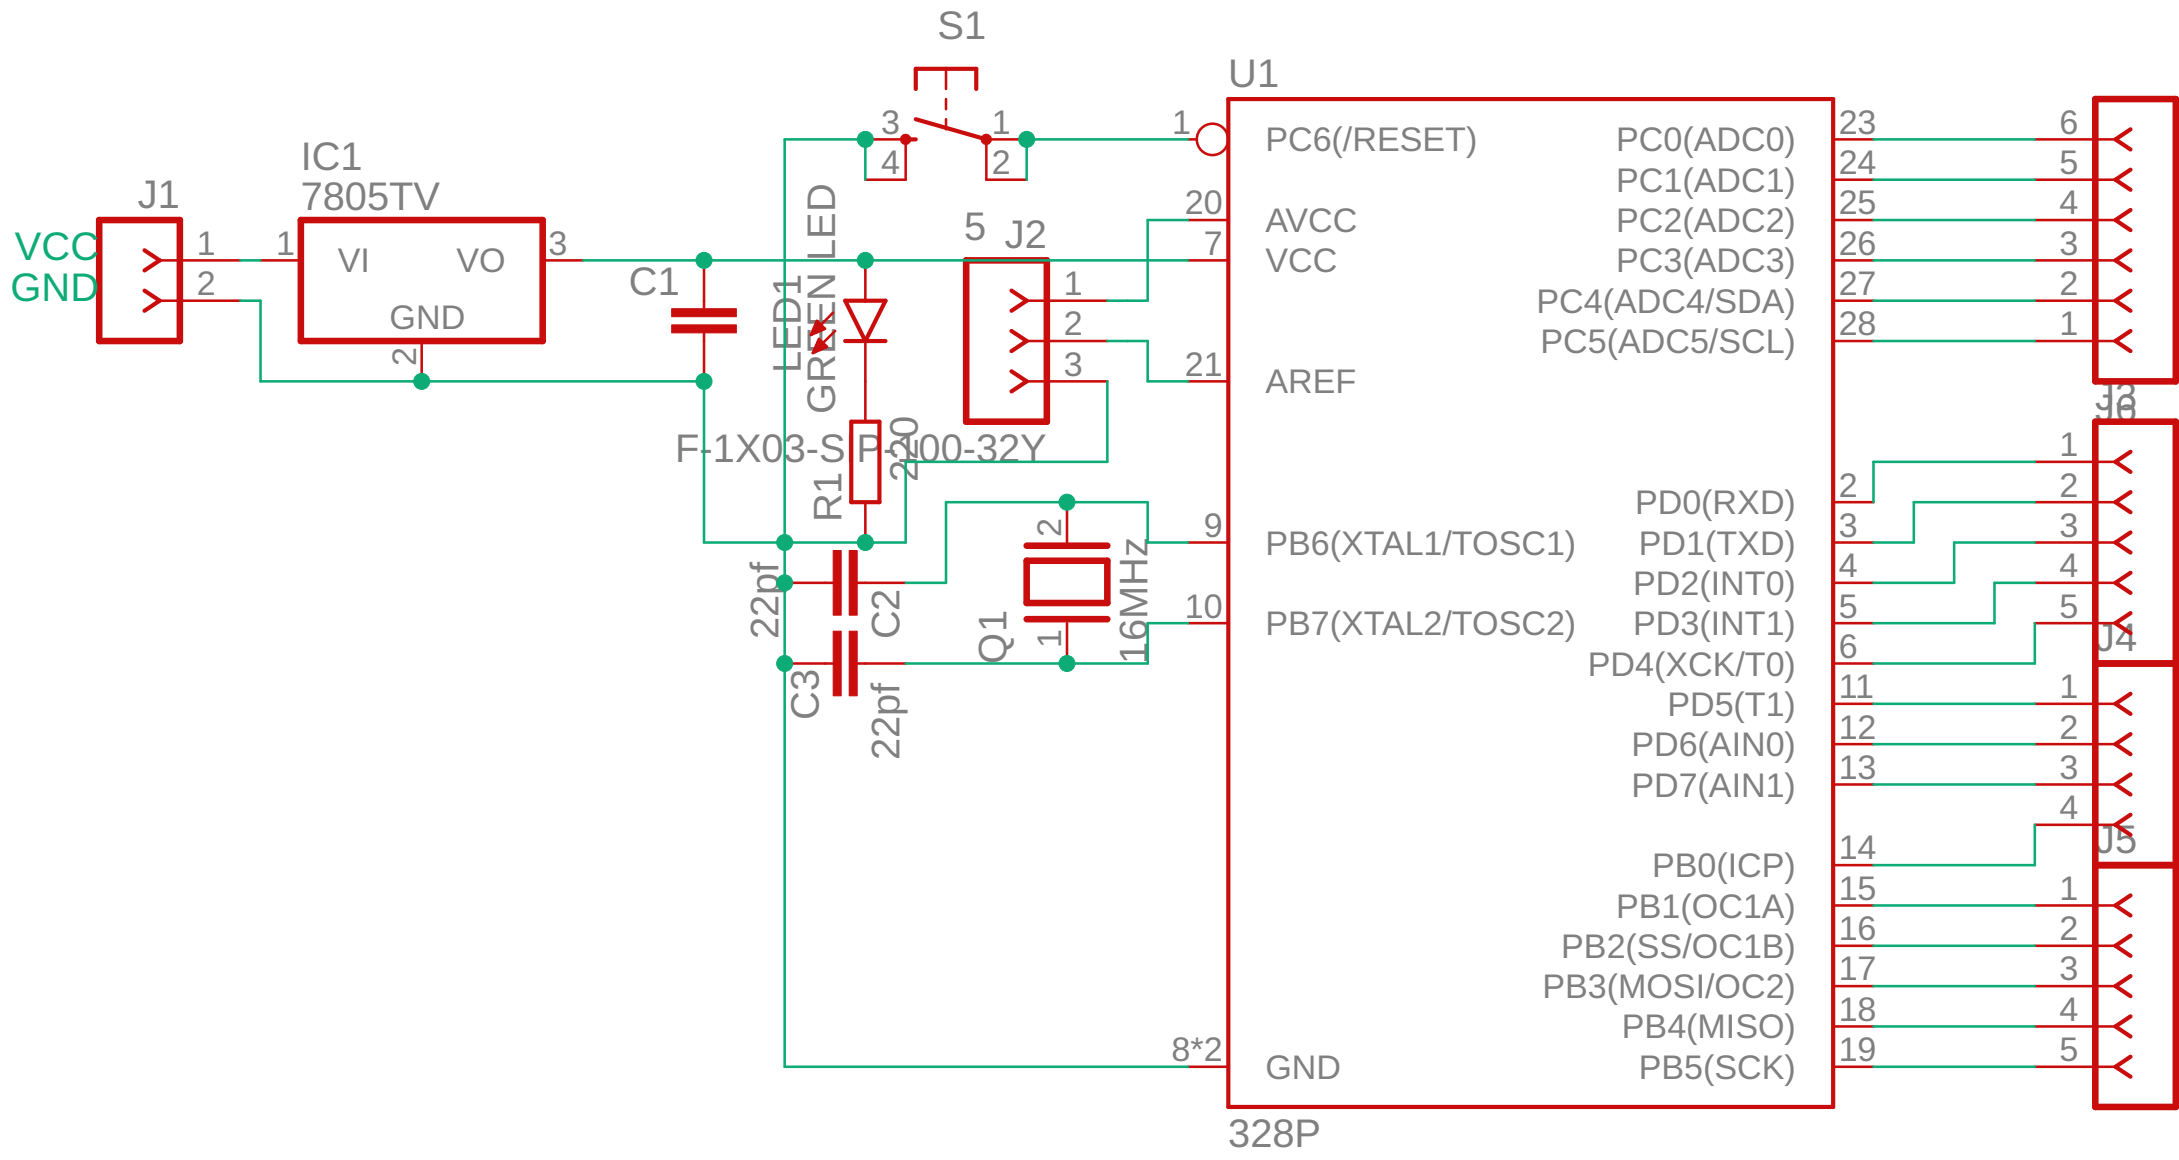 S1
3
1
4
2
J1
VCC
GND
1
2
IC1
7805TV
1
VI
VO
3
GND
2
C1
LED1
GREEN LED
5
J2
1
2
3
F-1X03-S P-100-32Y
R1
220
22pf
C2
C3
22pf
Q1
2
1
16MHz
U1
1
PC6(/RESET)
20
AVCC
7
VCC
21
AREF
9
PB6(XTAL1/TOSC1)
10
PB7(XTAL2/TOSC2)
8*2
GND
328P
PC0(ADC0) 23 6
PC1(ADC1) 24 5
PC2(ADC2) 25 4
PC3(ADC3) 26 3
PC4(ADC4/SDA) 27 2
PC5(ADC5/SCL) 28 1
J3
J6
1
PD0(RXD) 2 2
PD1(TXD) 3 3
PD2(INT0) 4 4
PD3(INT1) 5 5
J4
PD4(XCK/T0) 6
PD5(T1) 11 1
PD6(AIN0) 12 2
PD7(AIN1) 13 3
4
J5
PB0(ICP) 14
PB1(OC1A) 15 1
PB2(SS/OC1B) 16 2
PB3(MOSI/OC2) 17 3
PB4(MISO) 18 4
PB5(SCK) 19 5